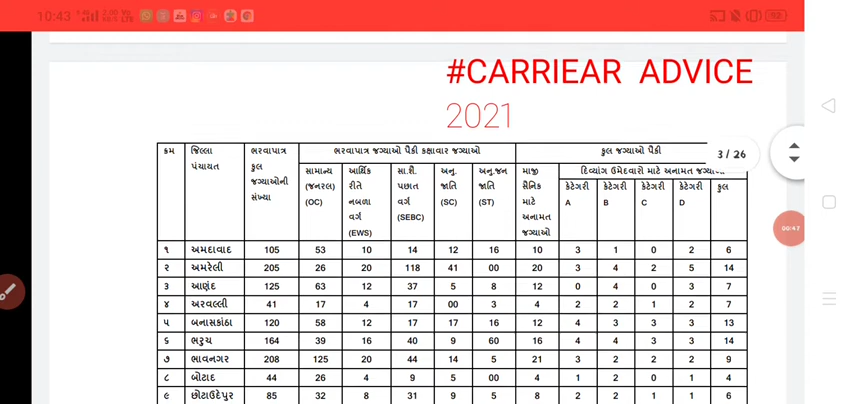 10:43
#CARRIEAR ADVICE
2021
3 / 26
00:47
ક્રમ જિલ્લા પંચાયત ભરવાપાત્ર કુલ જગ્યાઓની સંખ્યા ભરવાપાત્ર જગ્યાઓ પૈકી કક્ષાવાર જગ્યાઓ કુલ જગ્યાઓ પૈકી
સામાન્ય (જનરલ) (OC) આર્થિક રીતે નબળા વર્ગ (EWS) સા.શૈ. પછાત વર્ગ (SEBC) અનુ. જાતિ (SC) અનુ.જન જાતિ (ST) માજી સૈનિક માટે અનામત જગ્યાઓ દિવ્યાંગ ઉમેદવારો માટે અનામત
કેટેગરી A કેટેગરી B કેટેગરી C કેટેગરી D કુલ
૧ અમદાવાદ 105 53 10 14 12 16 10 3 1 0 2 6
૨ અમરેલી 205 26 20 118 41 00 20 3 4 2 5 14
૩ આણંદ 125 63 12 37 5 8 12 0 4 0 3 7
૪ અરવલ્લી 41 17 4 17 00 3 4 2 2 1 2 7
૫ બનાસકાંઠા 120 58 12 17 17 16 12 4 3 3 3 13
૬ ભરુચ 164 39 16 40 9 60 16 4 4 3 3 14
૭ ભાવનગર 208 125 20 44 14 5 21 3 2 2 2 9
૮ બોટાદ 44 26 4 9 5 00 4 1 2 0 1 4
૯ છોટાઉદેપુર 85 32 8 31 9 5 8 2 2 1 1 6